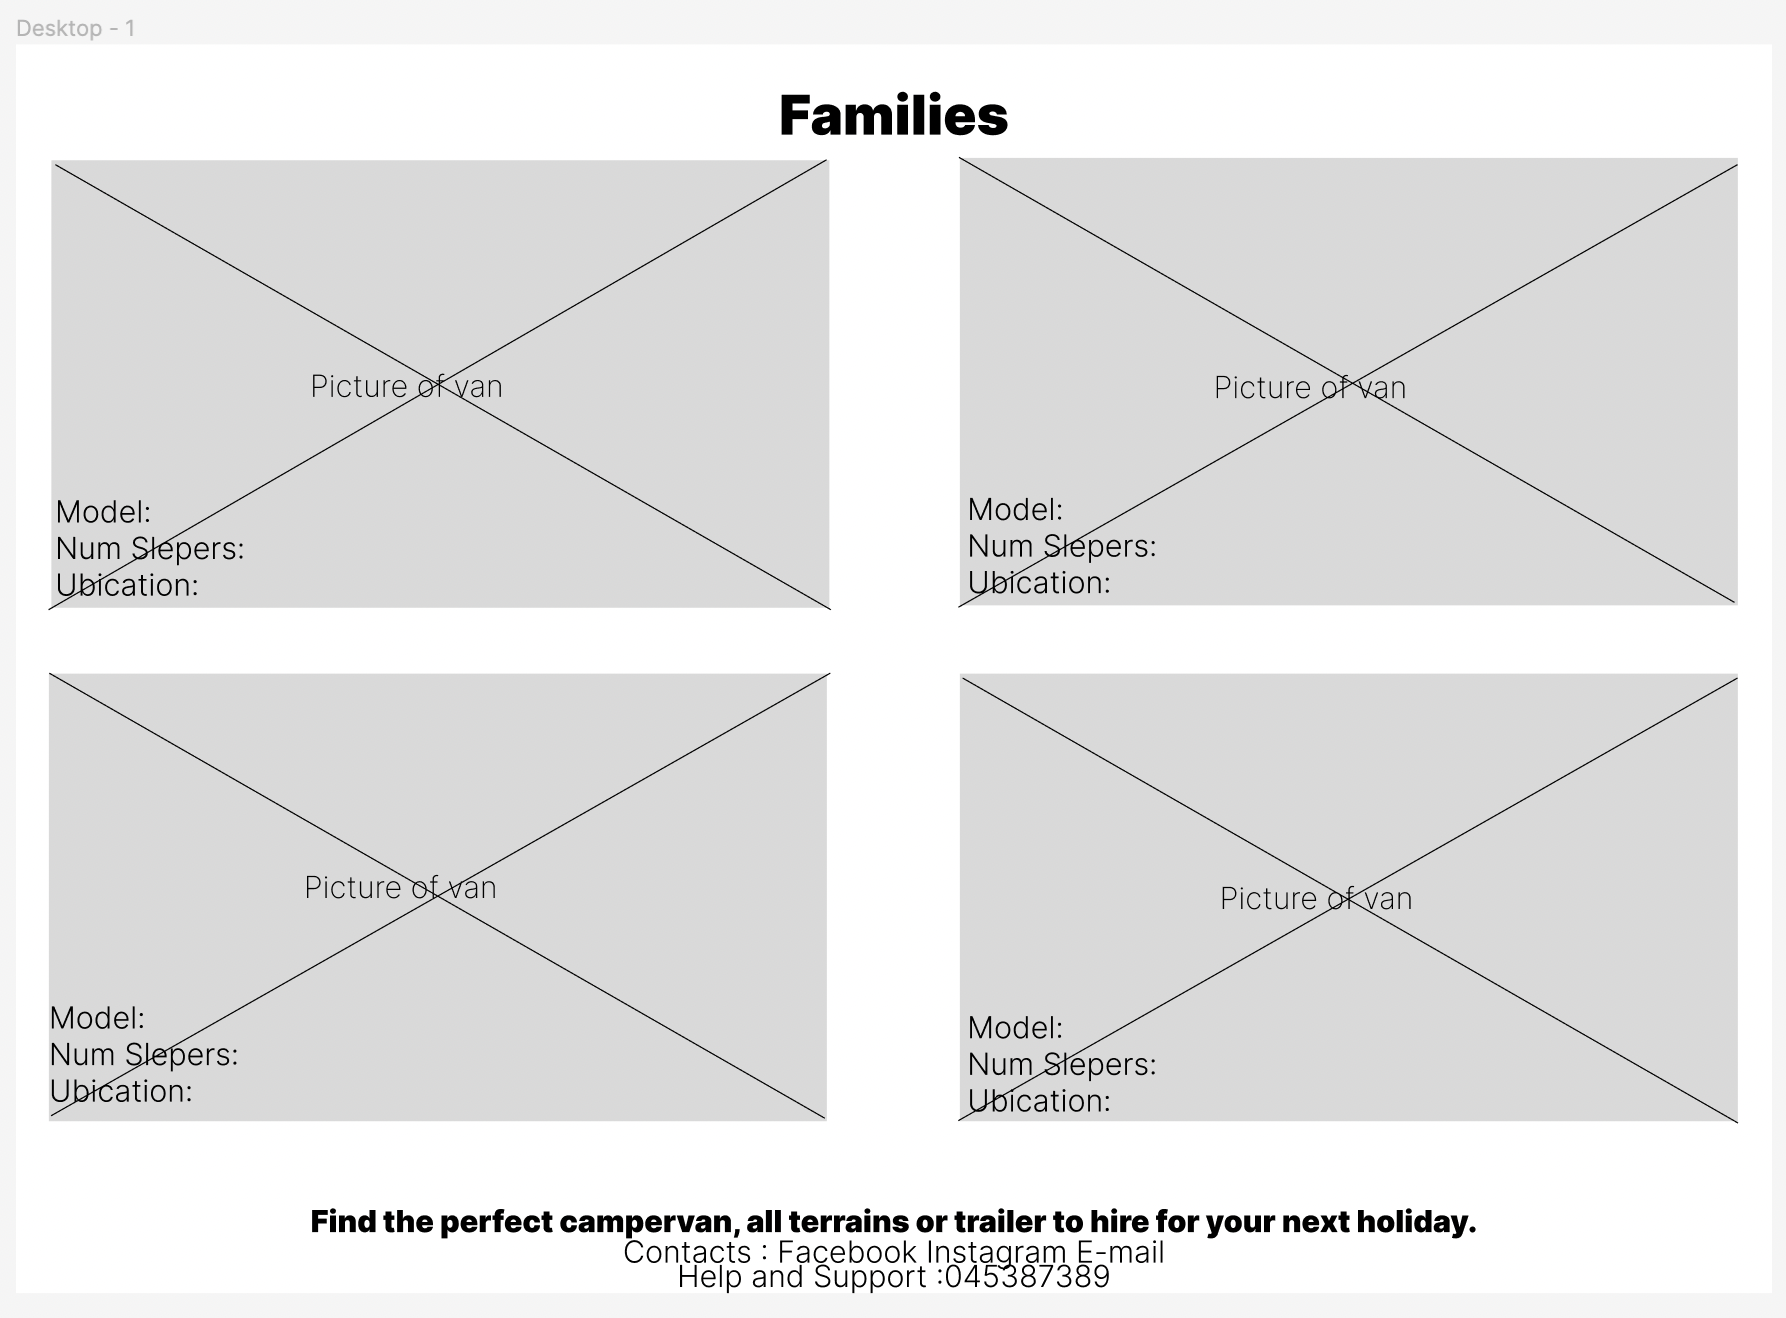 Desktop - 1
Families
Picture of van
Model:
Num Slepers:
Ubication:
Picture of van
Model:
Num Slepers:
Ubication:
Picture of van
Model:
Num Slepers:
Ubication:
Picture of van
Model:
Num Slepers:
Ubication:
Find the perfect campervan, all terrains or trailer to hire for your next holiday.
Contacts : Facebook Instagram E-mail
Help and Support :045387389